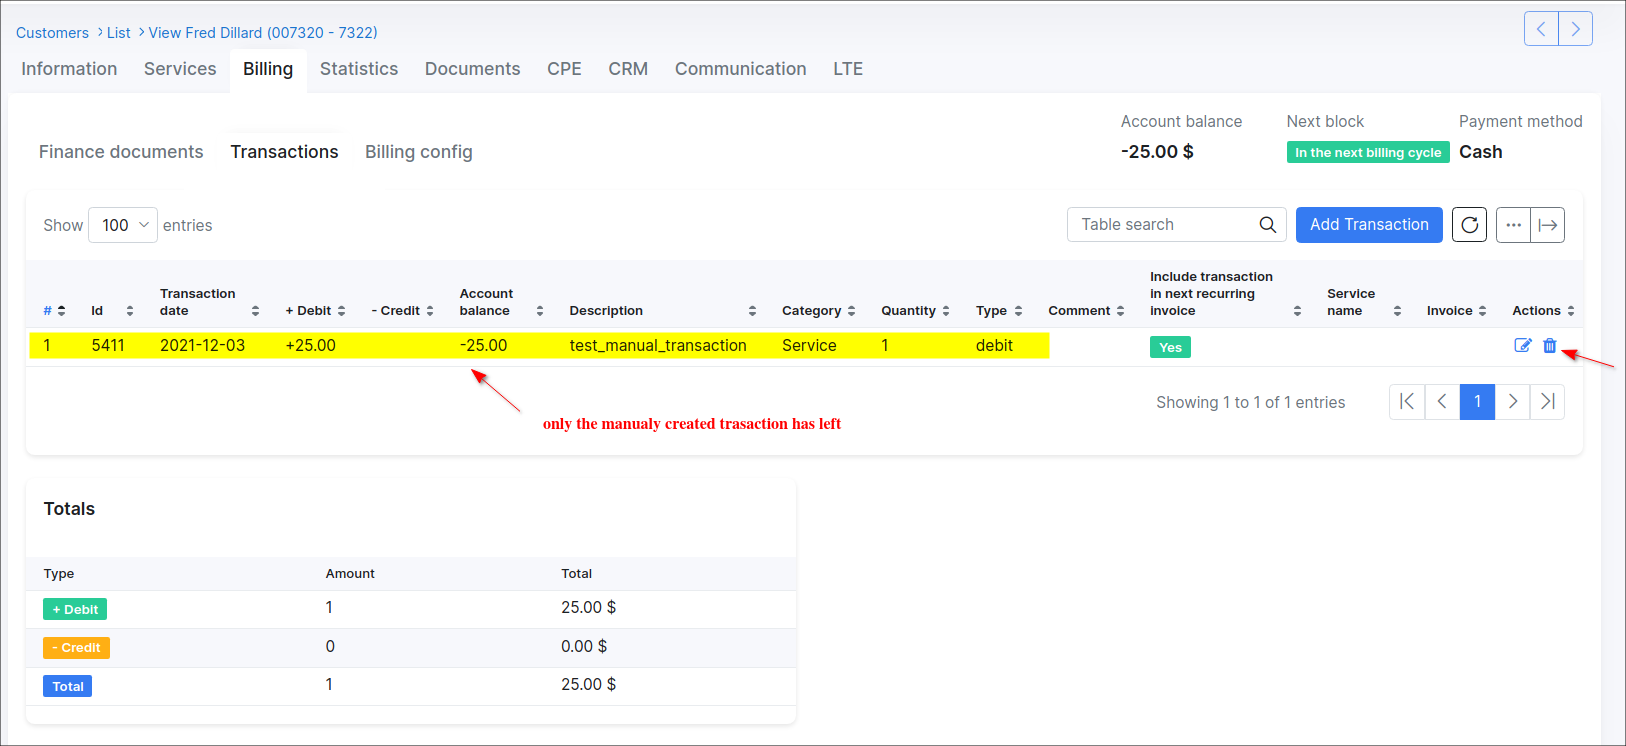 Customers > List > View Fred Dillard (007320 - 7322)
Information Services Billing Statistics Documents CPE CRM Communication LTE
Account balance Next block Payment method
Finance documents Transactions Billing config -25.00 $ In the next billing cycle Cash
Show 100 entries Table search Add Transaction
# Id Transaction date + Debit - Credit Account balance Description Category Quantity Type Comment Include transaction in next recurring invoice Service name Invoice Actions
1 5411 2021-12-03 +25.00 -25.00 test_manual_transaction Service 1 debit Yes
Showing 1 to 1 of 1 entries 1
only the manualy created trasaction has left
Totals
Type Amount Total
+ Debit 1 25.00 $
- Credit 0 0.00 $
Total 1 25.00 $